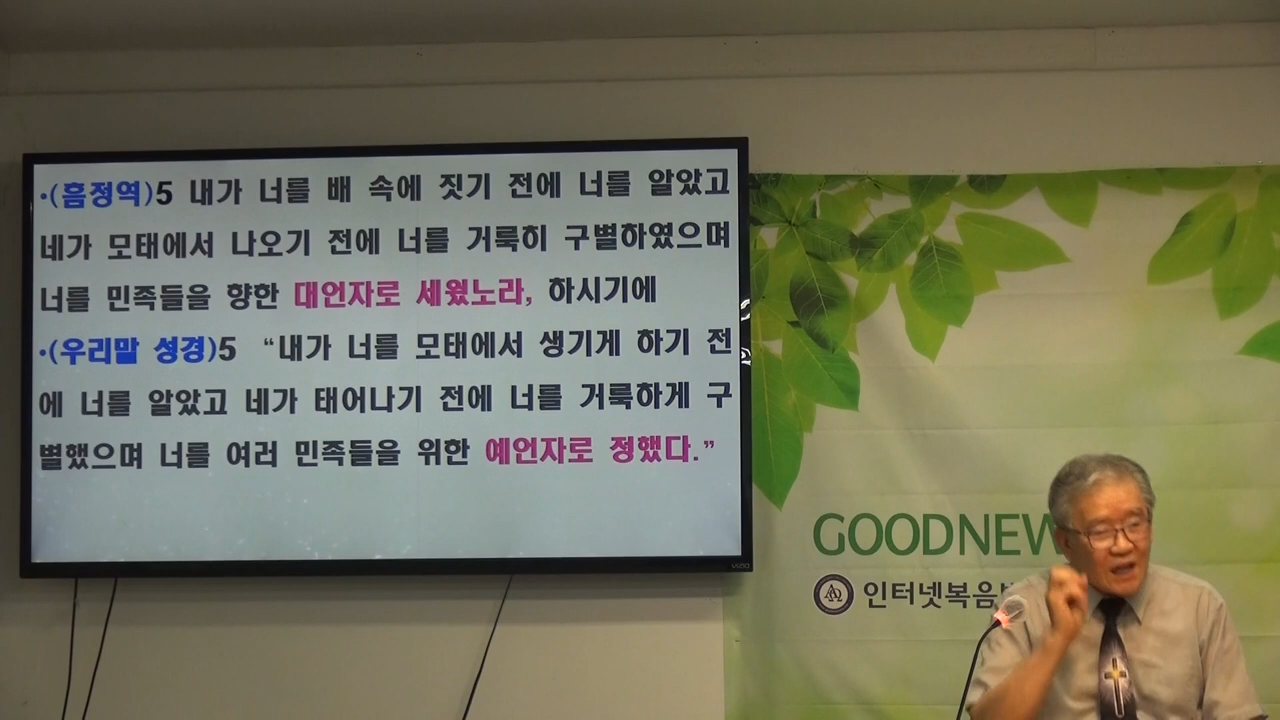 ·(흠정역)5 내가 너를 배 속에 짓기 전에 너를 알았고
네가 모태에서 나오기 전에 너를 거룩히 구별하였으며
너를 민족들을 향한 대언자로 세웠노라, 하시기에
·(우리말 성경)5 “내가 너를 모태에서 생기게 하기 전
에 너를 알았고 네가 태어나기 전에 너를 거룩하게 구
별했으며 너를 여러 민족들을 위한 예언자로 정했다.”
VIZIO
GOODNEW
ΑΩ
인터넷복음방